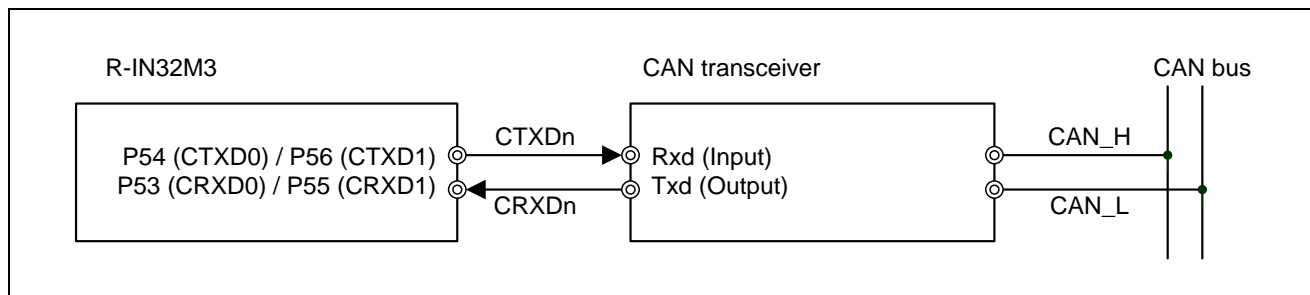 R-IN32M3
CAN transceiver
CAN bus
P54 (CTXD0) / P56 (CTXD1)
CTXDn
Rxd (Input)
CAN_H
P53 (CRXD0) / P55 (CRXD1)
CRXDn
Txd (Output)
CAN_L